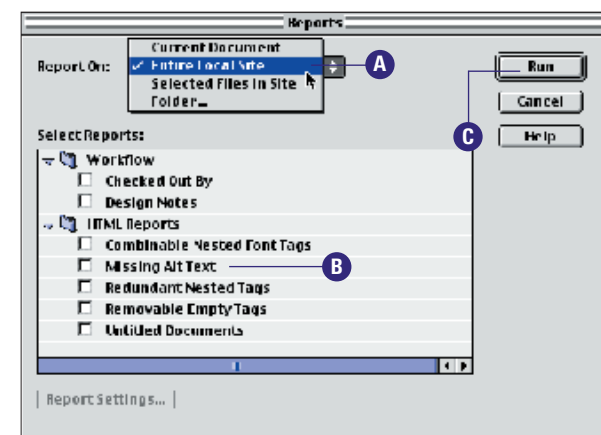 Reports
Current Document
Report On: ✓ Entire Local Site
Selected Files In Site
Folder...
A
Run
C
Cancel
Help
Select Reports:
Workflow
Checked Out By
Design Notes
HTML Reports
Combinable Nested Font Tags
Missing Alt Text
B
Redundant Nested Tags
Removable Empty Tags
Untitled Documents
Report Settings...